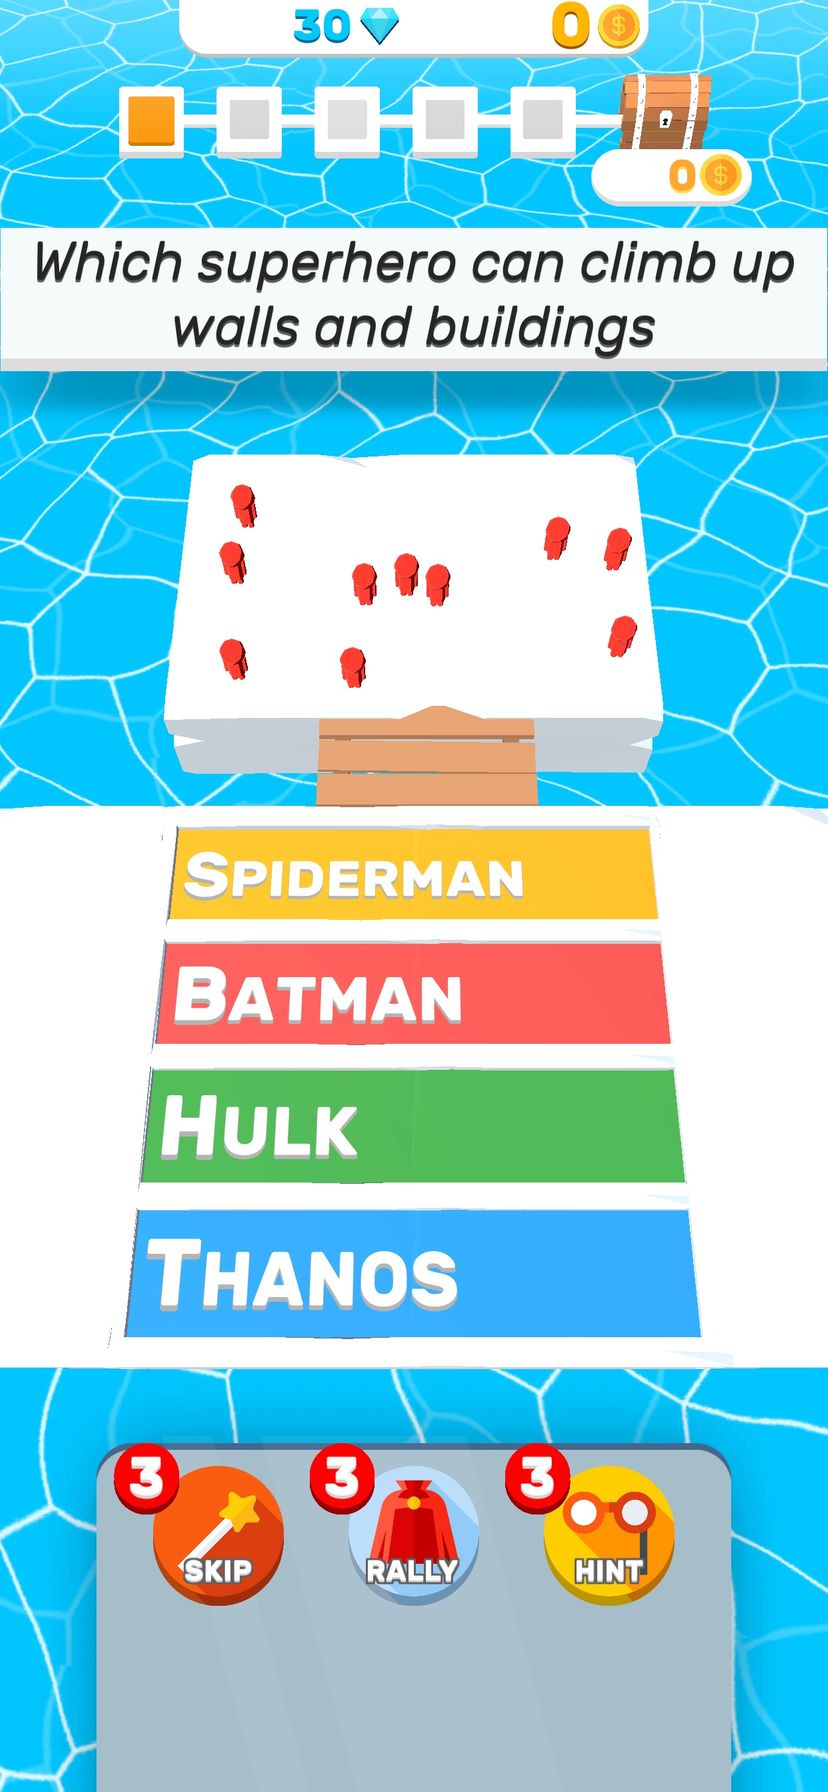 30 0
0
Which superhero can climb up
walls and buildings
SPIDERMAN
BATMAN
HULK
THANOS
3 3 3
SKIP RALLY HINT